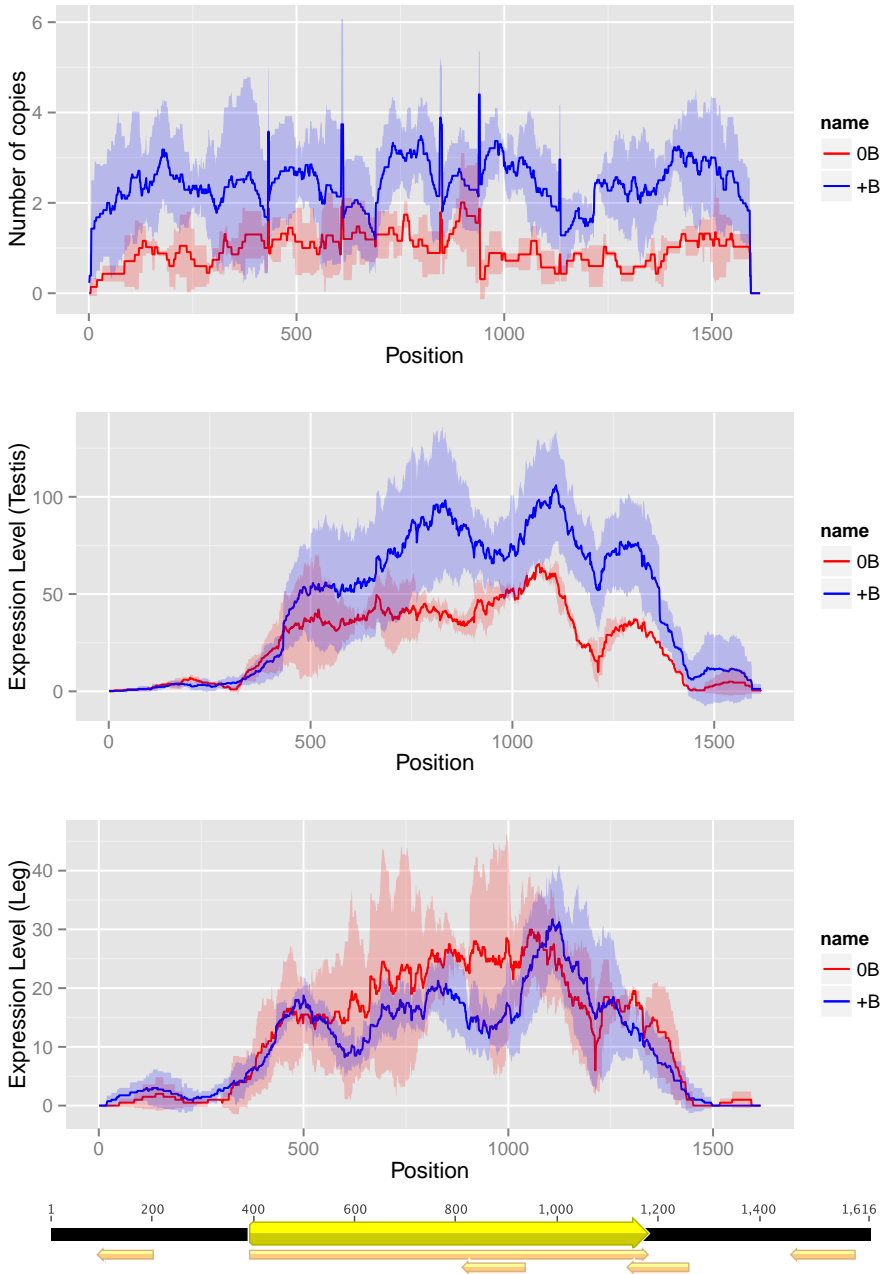 6
4
2
0
Number of copies
0
500
1000
1500
Position
name
0B
+B
100
50
0
Expression Level (Testis)
0
500
1000
1500
Position
name
0B
+B
40
30
20
10
0
Expression Level (Leg)
0
500
1000
1500
Position
name
0B
+B
1 200 400 600 800 1,000 1,200 1,400 1,616